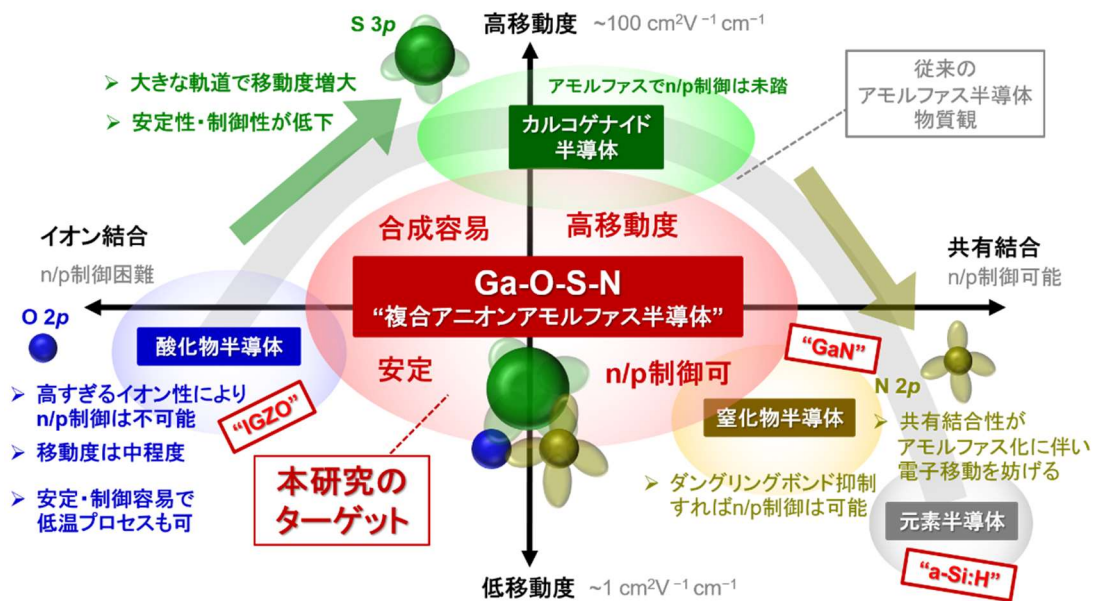 S 3p
高移動度 ~100 cm²V⁻¹ cm⁻¹
➢ 大きな軌道で移動度増大
➢ 安定性・制御性が低下
アモルファスでn/p制御は未踏
カルコゲナイド
半導体
従来の
アモルファス半導体
物質観
合成容易
高移動度
イオン結合
n/p制御困難
共有結合
n/p制御可能
Ga-O-S-N
“複合アニオンアモルファス半導体”
O 2p
酸化物半導体
➢ 高すぎるイオン性により
n/p制御は不可能
➢ 移動度は中程度
➢ 安定・制御容易で
低温プロセスも可
“IGZO”
安定
n/p制御可
本研究の
ターゲット
“GaN”
N 2p
窒化物半導体
➢ 共有結合性が
アモルファス化に伴い
電子移動を妨げる
➢ ダングリングボンド抑制
すればn/p制御は可能
元素半導体
“a-Si:H”
低移動度 ~1 cm²V⁻¹ cm⁻¹